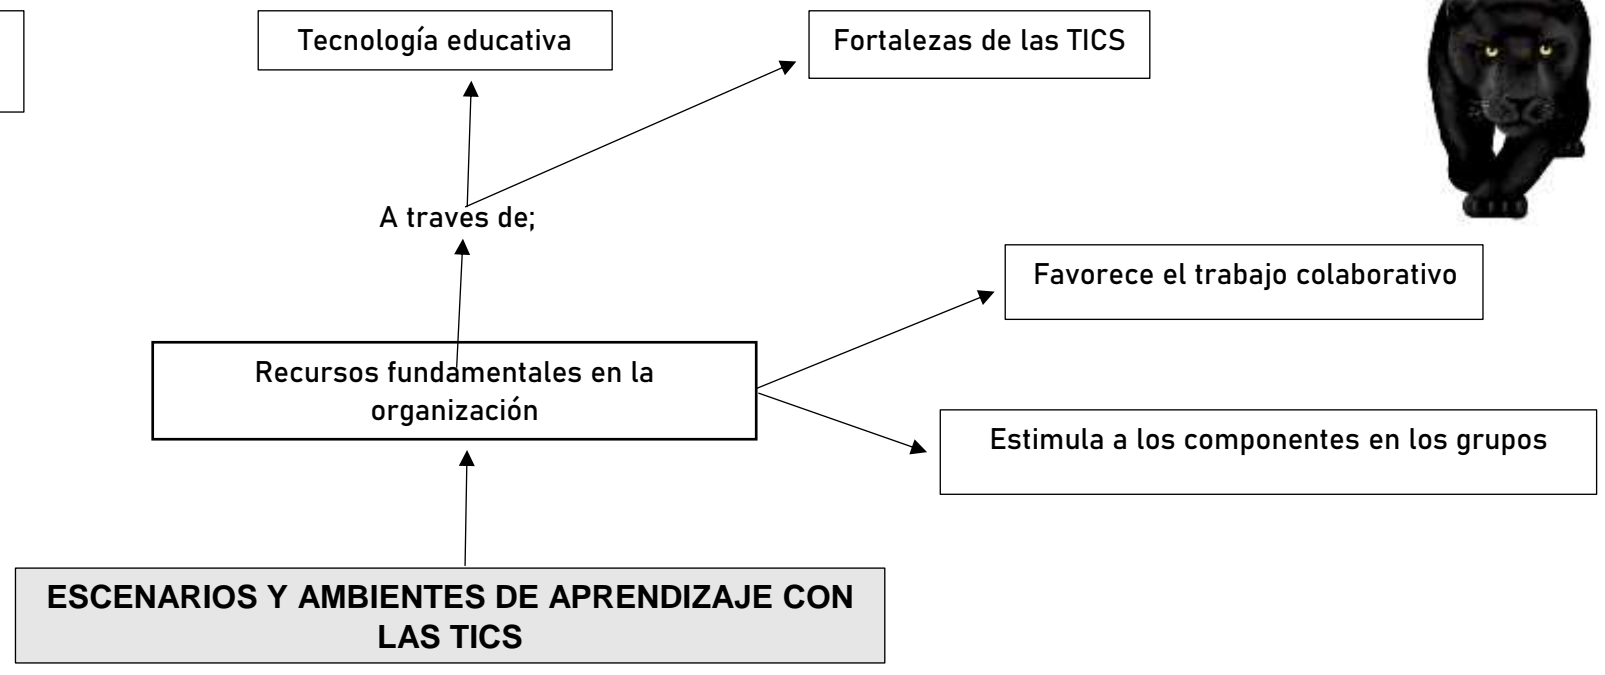 Tecnología educativa
Fortalezas de las TICS
A traves de;
Favorece el trabajo colaborativo
Recursos fundamentales en la
organización
Estimula a los componentes en los grupos
ESCENARIOS Y AMBIENTES DE APRENDIZAJE CON
LAS TICS